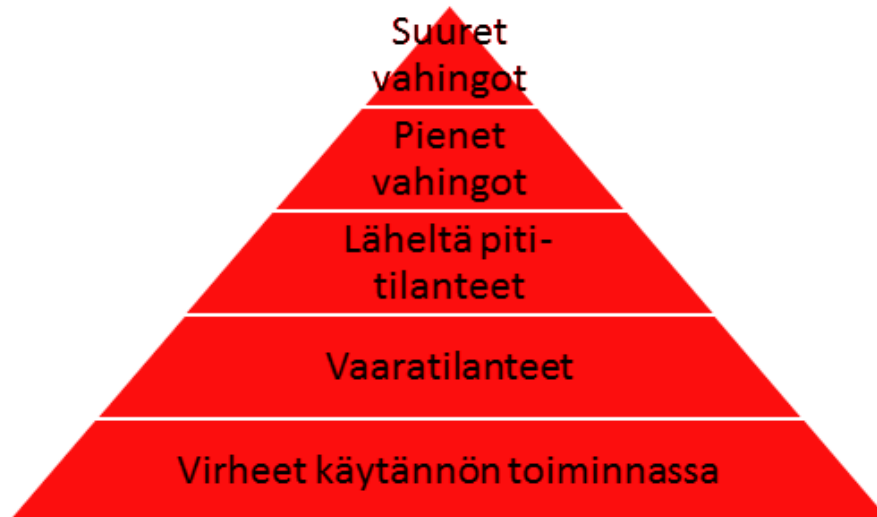 Suuret
vahingot
Pienet
vahingot
Läheltä piti-
tilanteet
Vaaratilanteet
Virheet käytännön toiminnassa